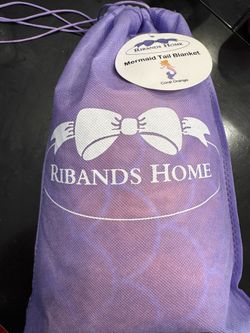 RIBANDS HOME
Mermaid Tail Blanket
Coral Orange
RIBANDS HOME